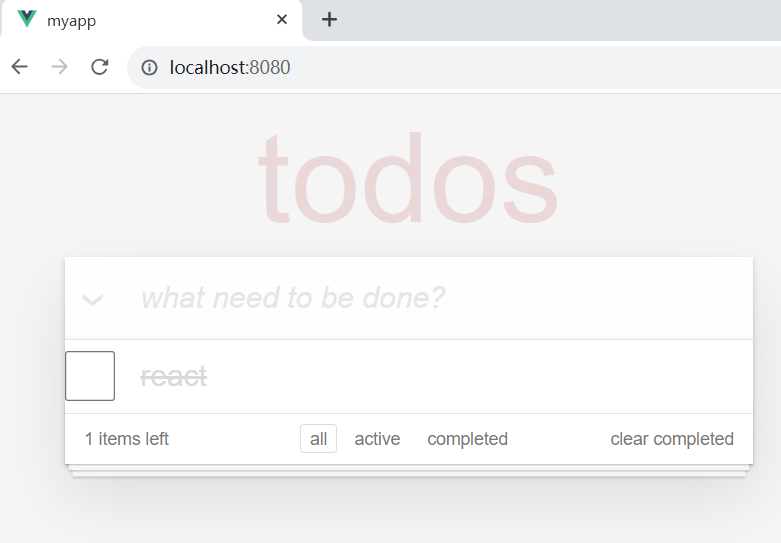 myapp
localhost:8080
todos
what need to be done?
react
1 items left all active completed clear completed